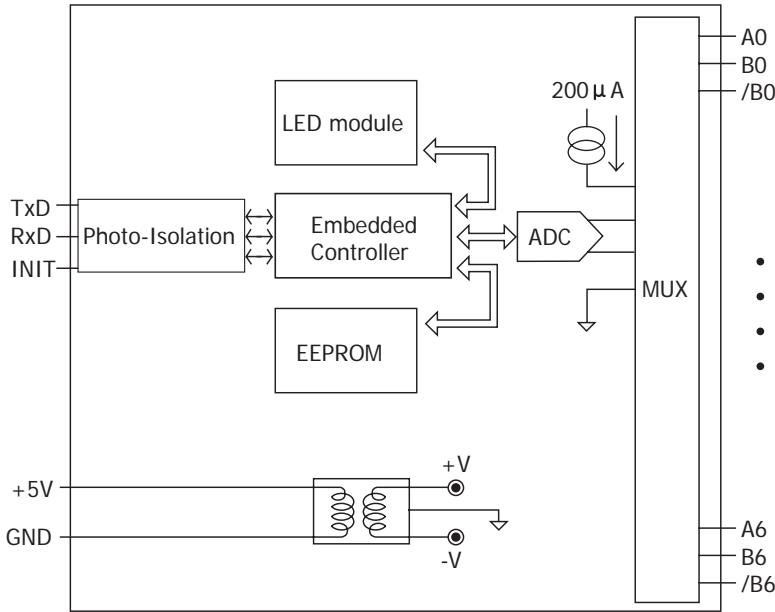 A0
B0
/B0
200 µ A
LED module
TxD
RxD
INIT
Photo-Isolation
Embedded
Controller
ADC
MUX
EEPROM
+5V
GND
+V
-V
A6
B6
/B6